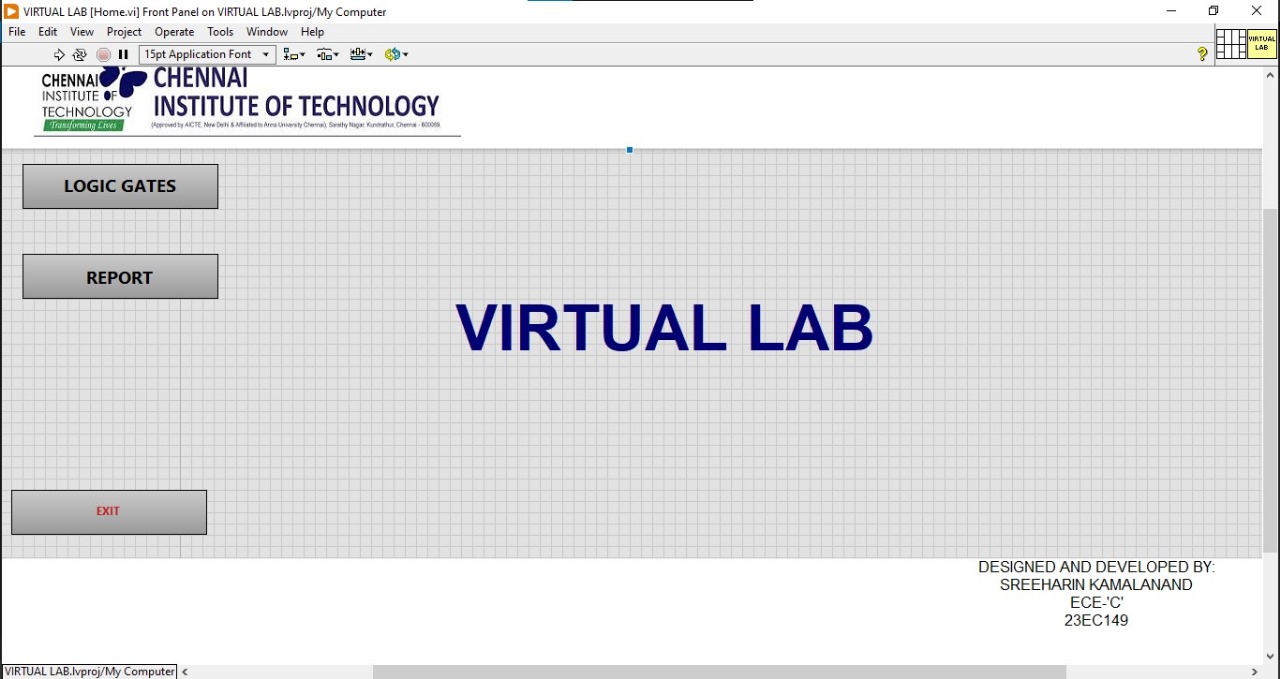 VIRTUAL LAB [Home.vi] Front Panel on VIRTUAL LAB.lvproj/My Computer
File Edit View Project Operate Tools Window Help
15pt Application Font
?
VIRTUAL
LAB
CHENNAI
INSTITUTE OF
TECHNOLOGY
Transforming Lives
CHENNAI
INSTITUTE OF TECHNOLOGY
(Approved by AICTE, New Delhi & Affiliated to Anna University Chennai), Sarathy Nagar, Kundrathur, Chennai - 600069.
LOGIC GATES
REPORT
VIRTUAL LAB
EXIT
DESIGNED AND DEVELOPED BY:
SREEHARIN KAMALANAND
ECE-'C'
23EC149
VIRTUAL LAB.lvproj/My Computer